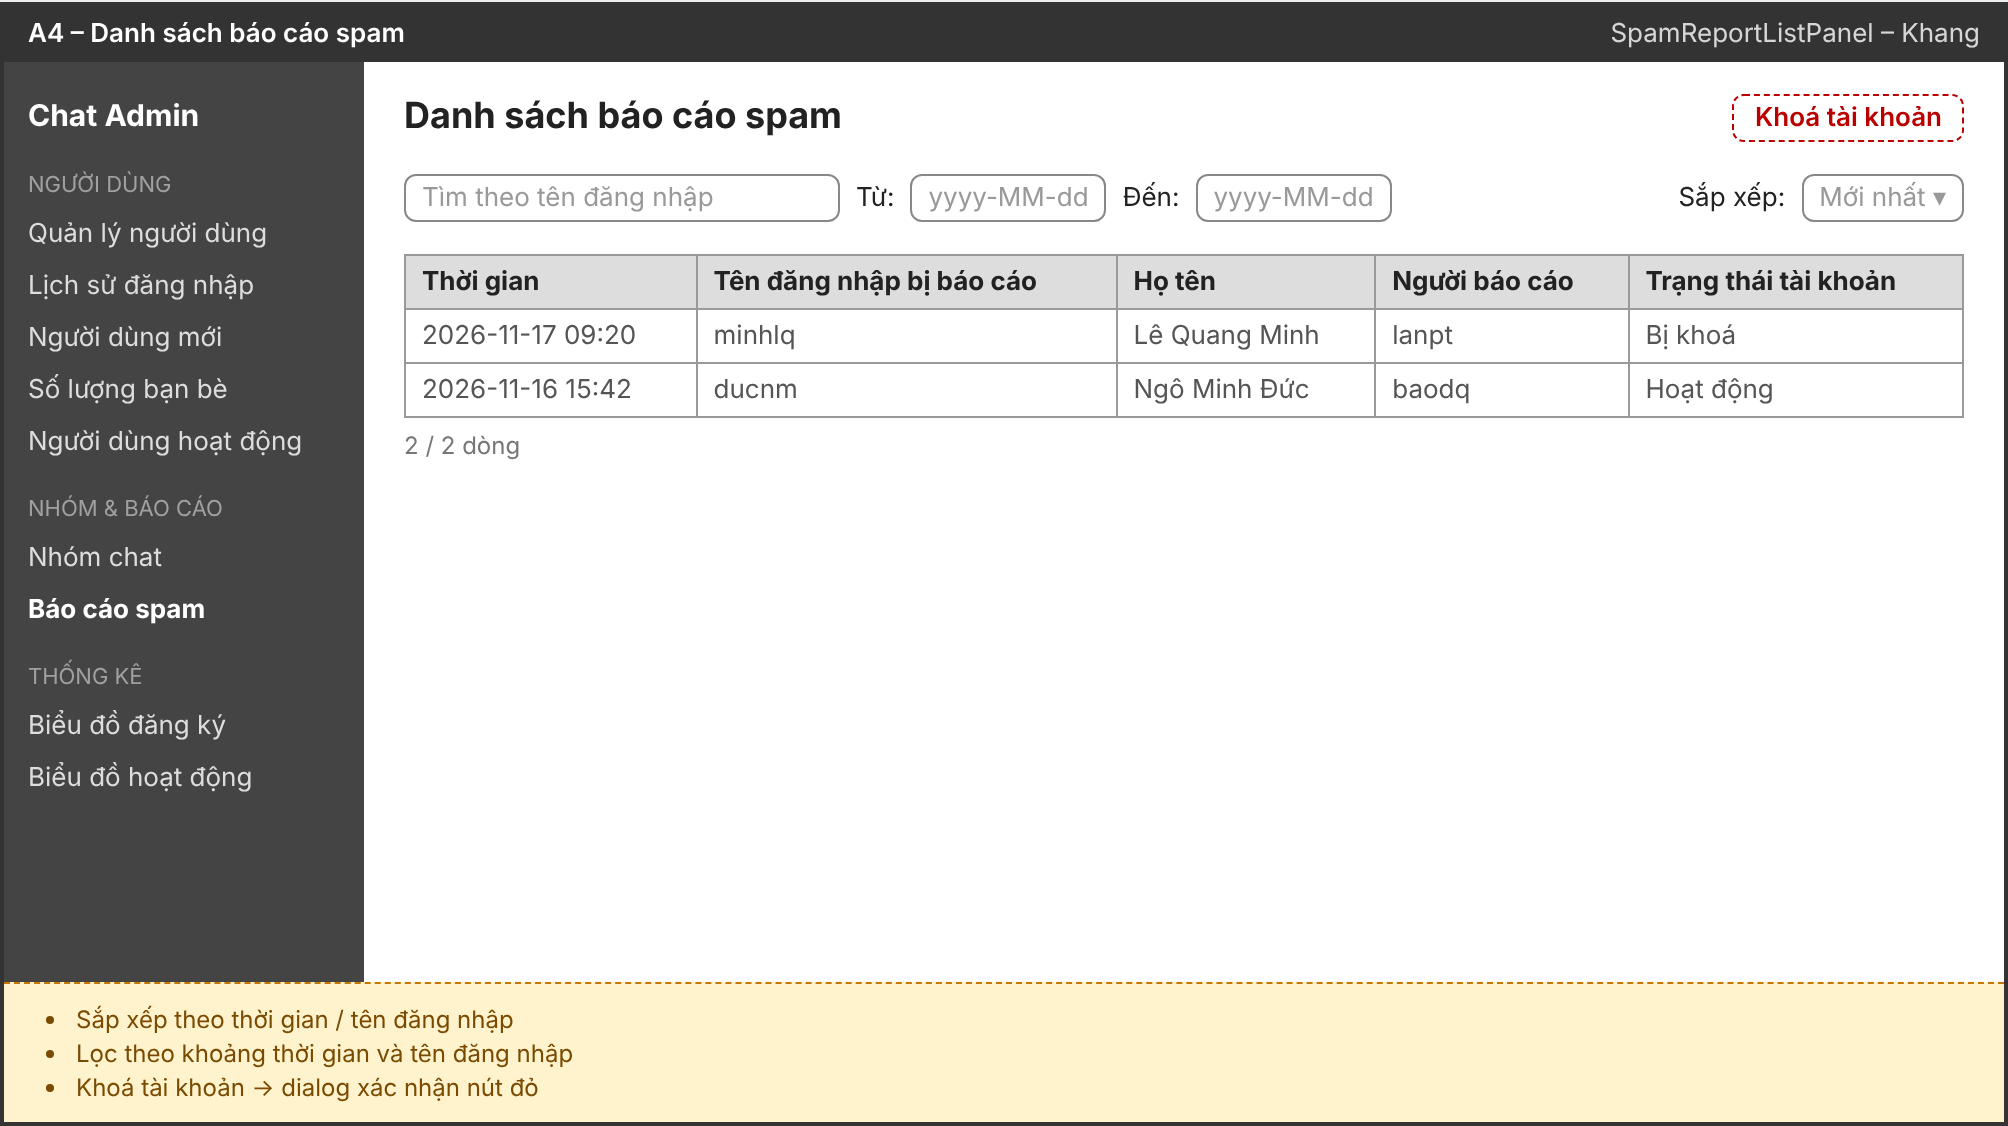 A4 – Danh sách báo cáo spam
SpamReportListPanel – Khang
Chat Admin
NGƯỜI DÙNG
Quản lý người dùng
Lịch sử đăng nhập
Người dùng mới
Số lượng bạn bè
Người dùng hoạt động
NHÓM & BÁO CÁO
Nhóm chat
Báo cáo spam
THỐNG KÊ
Biểu đồ đăng ký
Biểu đồ hoạt động
Danh sách báo cáo spam
Khoá tài khoản
Tìm theo tên đăng nhập Từ: yyyy-MM-dd Đến: yyyy-MM-dd Sắp xếp: Mới nhất ▾
Thời gian Tên đăng nhập bị báo cáo Họ tên Người báo cáo Trạng thái tài khoản
2026-11-17 09:20 minhlq Lê Quang Minh lanpt Bị khoá
2026-11-16 15:42 ducnm Ngô Minh Đức baodq Hoạt động
2 / 2 dòng
• Sắp xếp theo thời gian / tên đăng nhập
• Lọc theo khoảng thời gian và tên đăng nhập
• Khoá tài khoản → dialog xác nhận nút đỏ